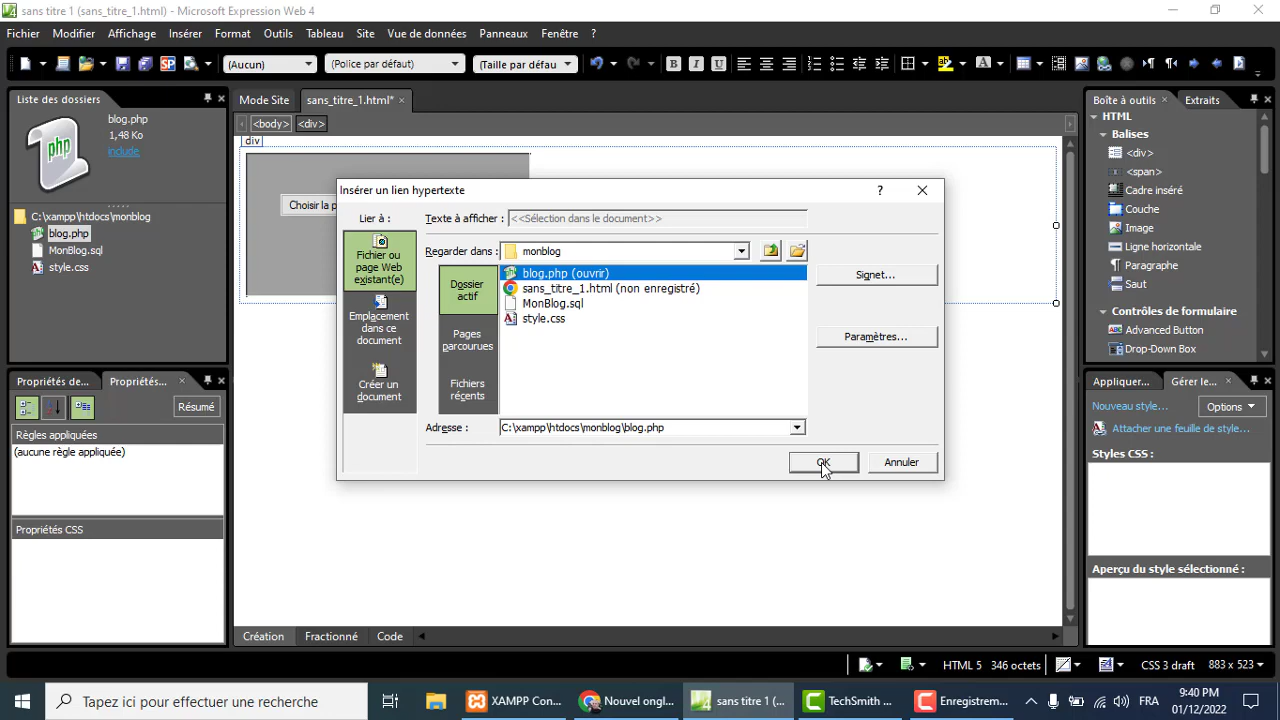 sans titre 1 (sans_titre_1.html) - Microsoft Expression Web 4
Fichier Modifier Affichage Insérer Format Outils Tableau Site Vue de données Panneaux Fenêtre ?
(Aucun) (Police par défaut) (Taille par défau
Liste des dossiers
blog.php
1,48 Ko
include
C:\xampp\htdocs\monblog
blog.php
MonBlog.sql
style.css
Mode Site sans_titre_1.html*
<body> <div>
div
Choisir la p
Insérer un lien hypertexte
Lier à :
Texte à afficher : <<Sélection dans le document>>
Fichier ou page Web existant(e)
Emplacement dans ce document
Créer un document
Regarder dans : monblog
Dossier actif
Pages parcourues
Fichiers récents
blog.php (ouvrir)
sans_titre_1.html (non enregistré)
MonBlog.sql
style.css
Signet...
Paramètres...
Adresse : C:\xampp\htdocs\monblog\blog.php
OK Annuler
Boîte à outils Extraits
HTML
Balises
<div>
<span>
Cadre inséré
Couche
Image
Ligne horizontale
Paragraphe
Saut
Contrôles de formulaire
Advanced Button
Drop-Down Box
Propriétés de... Propriétés...
Résumé
Règles appliquées
(aucune règle appliquée)
Propriétés CSS
Appliquer... Gérer le...
Nouveau style... Options
Attacher une feuille de style...
Styles CSS :
Aperçu du style sélectionné :
Création Fractionné Code
HTML 5 346 octets CSS 3 draft 883 x 523
Tapez ici pour effectuer une recherche
XAMPP Con... Nouvel ongl... sans titre 1 (... TechSmith ... Enregistrem...
FRA
9:40 PM
01/12/2022